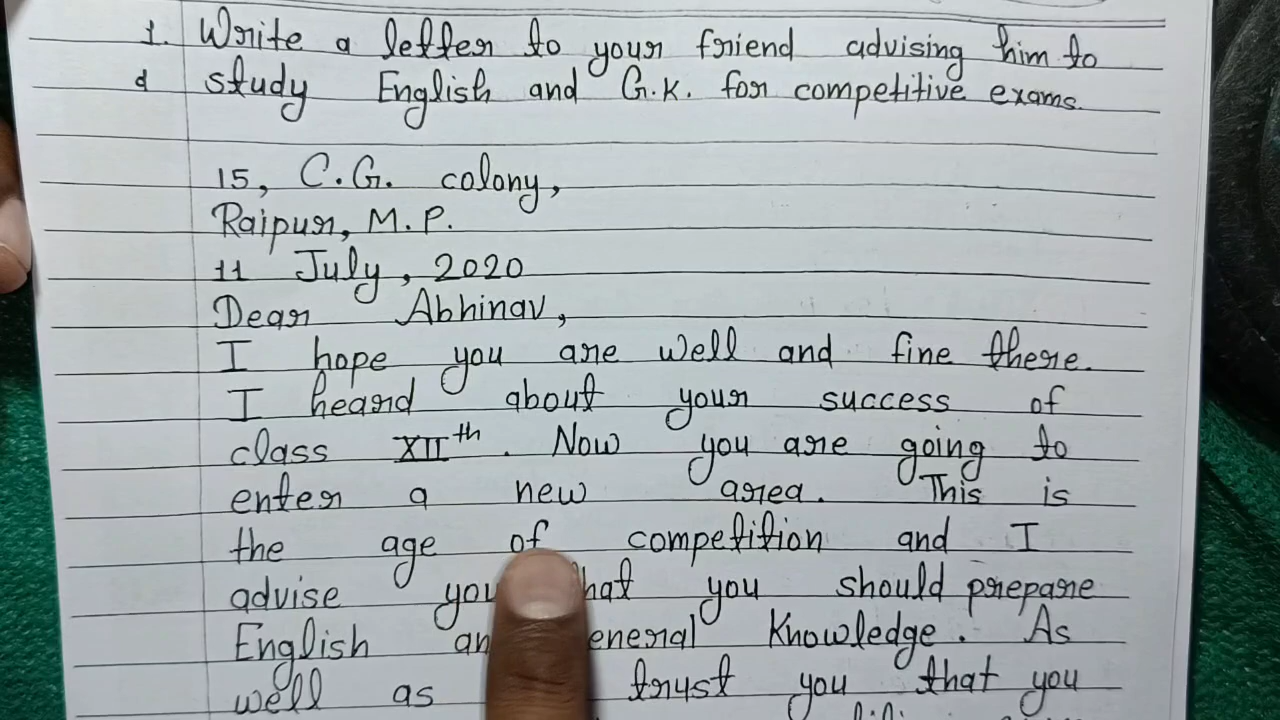 1. Write a letter to your friend advising him to
d study English and G.K. for competitive exams.
15, C.G. colony,
Raipur, M.P.
11 July, 2020
Dear Abhinav,
I hope you are well and fine there.
I heard about your success of
class XIIth. Now you are going to
enter a new area. This is
the age of competition and I
advise you that you should prepare
English and General Knowledge. As
well as trust you that you